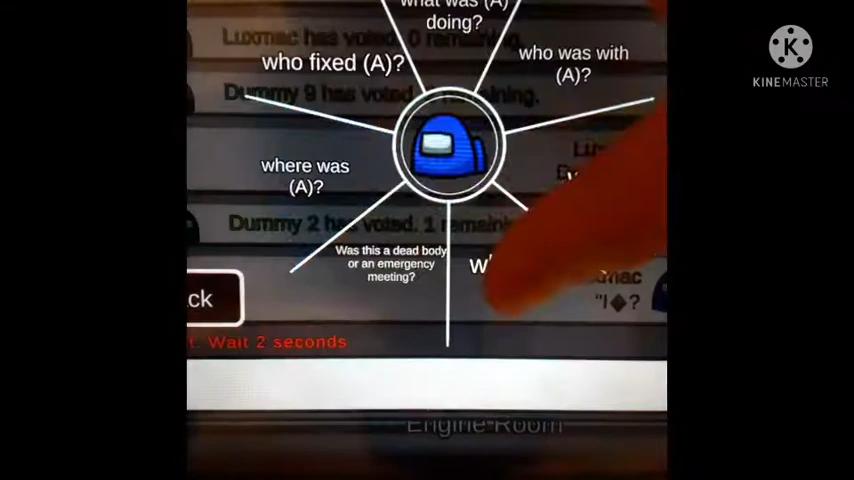 what was (A)
doing?
Luxmac has voted. 0 remaining.
who fixed (A)?
who was with
(A)?
KINEMASTER
Dummy 9 has voted. remaining.
where was
(A)?
Dummy 2 has voted. 1 remaining.
Was this a dead body
or an emergency
meeting?
ck
"I�?
Wait 2 seconds
Engine-Room